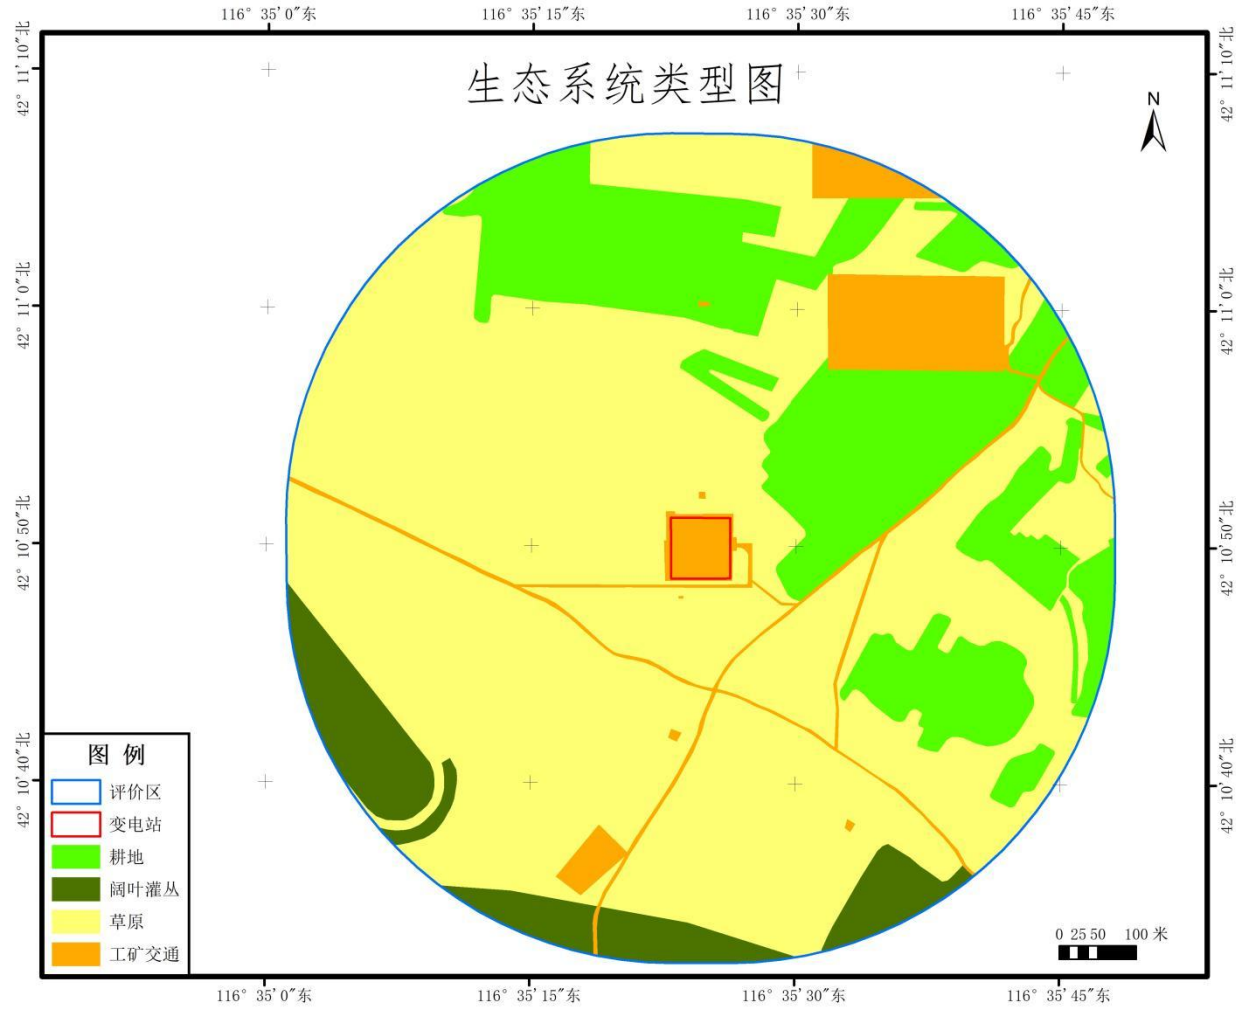 116° 35′0″东 116° 35′15″东 116° 35′30″东 116° 35′45″东
生态系统类型图
N
42° 11′10″北
42° 11′0″北
42° 10′50″北
42° 10′40″北
42° 11′10″北
42° 11′0″北
42° 10′50″北
42° 10′40″北
图 例
评价区
变电站
耕地
阔叶灌丛
草原
工矿交通
0 25 50 100 米
116° 35′0″东 116° 35′15″东 116° 35′30″东 116° 35′45″东